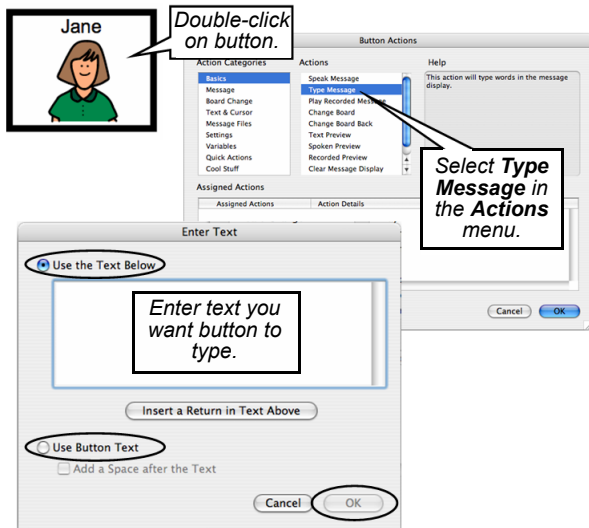 Jane
Double-click
on button.
Button Actions
Action Categories
Actions
Help
Basics
Message
Board Change
Text & Cursor
Message Files
Settings
Variables
Quick Actions
Cool Stuff
Speak Message
Type Message
Play Recorded Message
Change Board
Change Board Back
Text Preview
Spoken Preview
Recorded Preview
Clear Message Display
This action will type words in the message
display.
Select Type
Message in
the Actions
menu.
Assigned Actions
Assigned Actions
Action Details
Cancel
OK
Enter Text
Use the Text Below
Enter text you
want button to
type.
Insert a Return in Text Above
Use Button Text
Add a Space after the Text
Cancel
OK